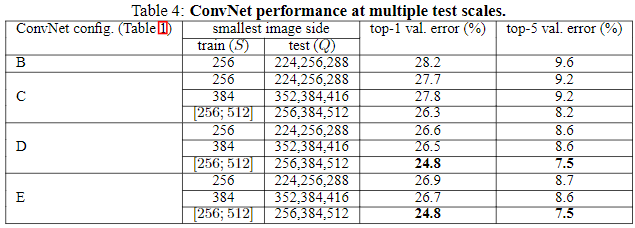 Table 4: ConvNet performance at multiple test scales.
ConvNet config. (Table 1) smallest image side top-1 val. error (%) top-5 val. error (%)
train (S) test (Q)
B 256 224,256,288 28.2 9.6
256 224,256,288 27.7 9.2
C 384 352,384,416 27.8 9.2
[256; 512] 256,384,512 26.3 8.2
256 224,256,288 26.6 8.6
D 384 352,384,416 26.5 8.6
[256; 512] 256,384,512 24.8 7.5
256 224,256,288 26.9 8.7
E 384 352,384,416 26.7 8.6
[256; 512] 256,384,512 24.8 7.5